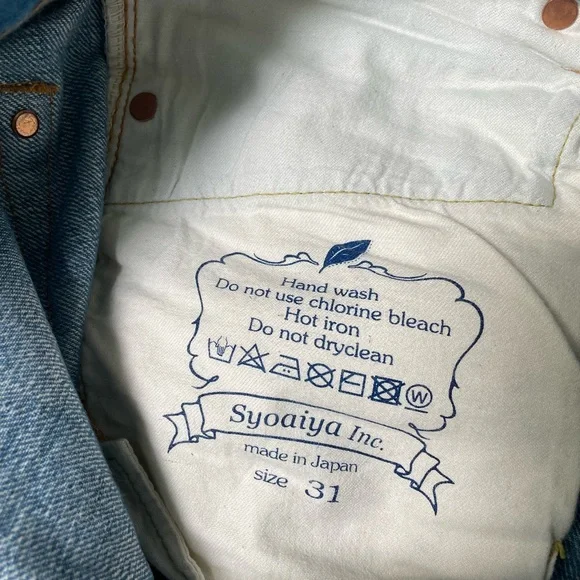 Hand wash
Do not use chlorine bleach
Hot iron
Do not dryclean
W
Syoaiya Inc.
made in Japan
size 31